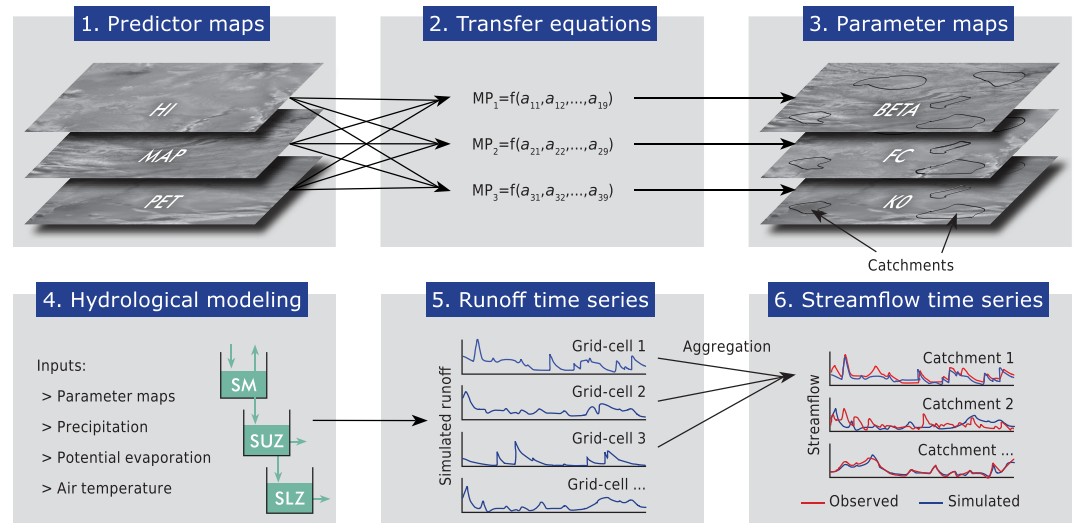 1. Predictor maps
HI
MAP
PET
2. Transfer equations
MP₁=f(a₁₁,a₁₂,...,a₁₉)
MP₂=f(a₂₁,a₂₂,...,a₂₉)
MP₃=f(a₃₁,a₃₂,...,a₃₉)
3. Parameter maps
BETA
FC
K0
Catchments
4. Hydrological modeling
Inputs:
> Parameter maps
> Precipitation
> Potential evaporation
> Air temperature
SM
SUZ
SLZ
5. Runoff time series
Simulated runoff
Grid-cell 1
Grid-cell 2
Grid-cell 3
Grid-cell ...
Aggregation
6. Streamflow time series
Streamflow
Catchment 1
Catchment 2
Catchment ...
Observed
Simulated